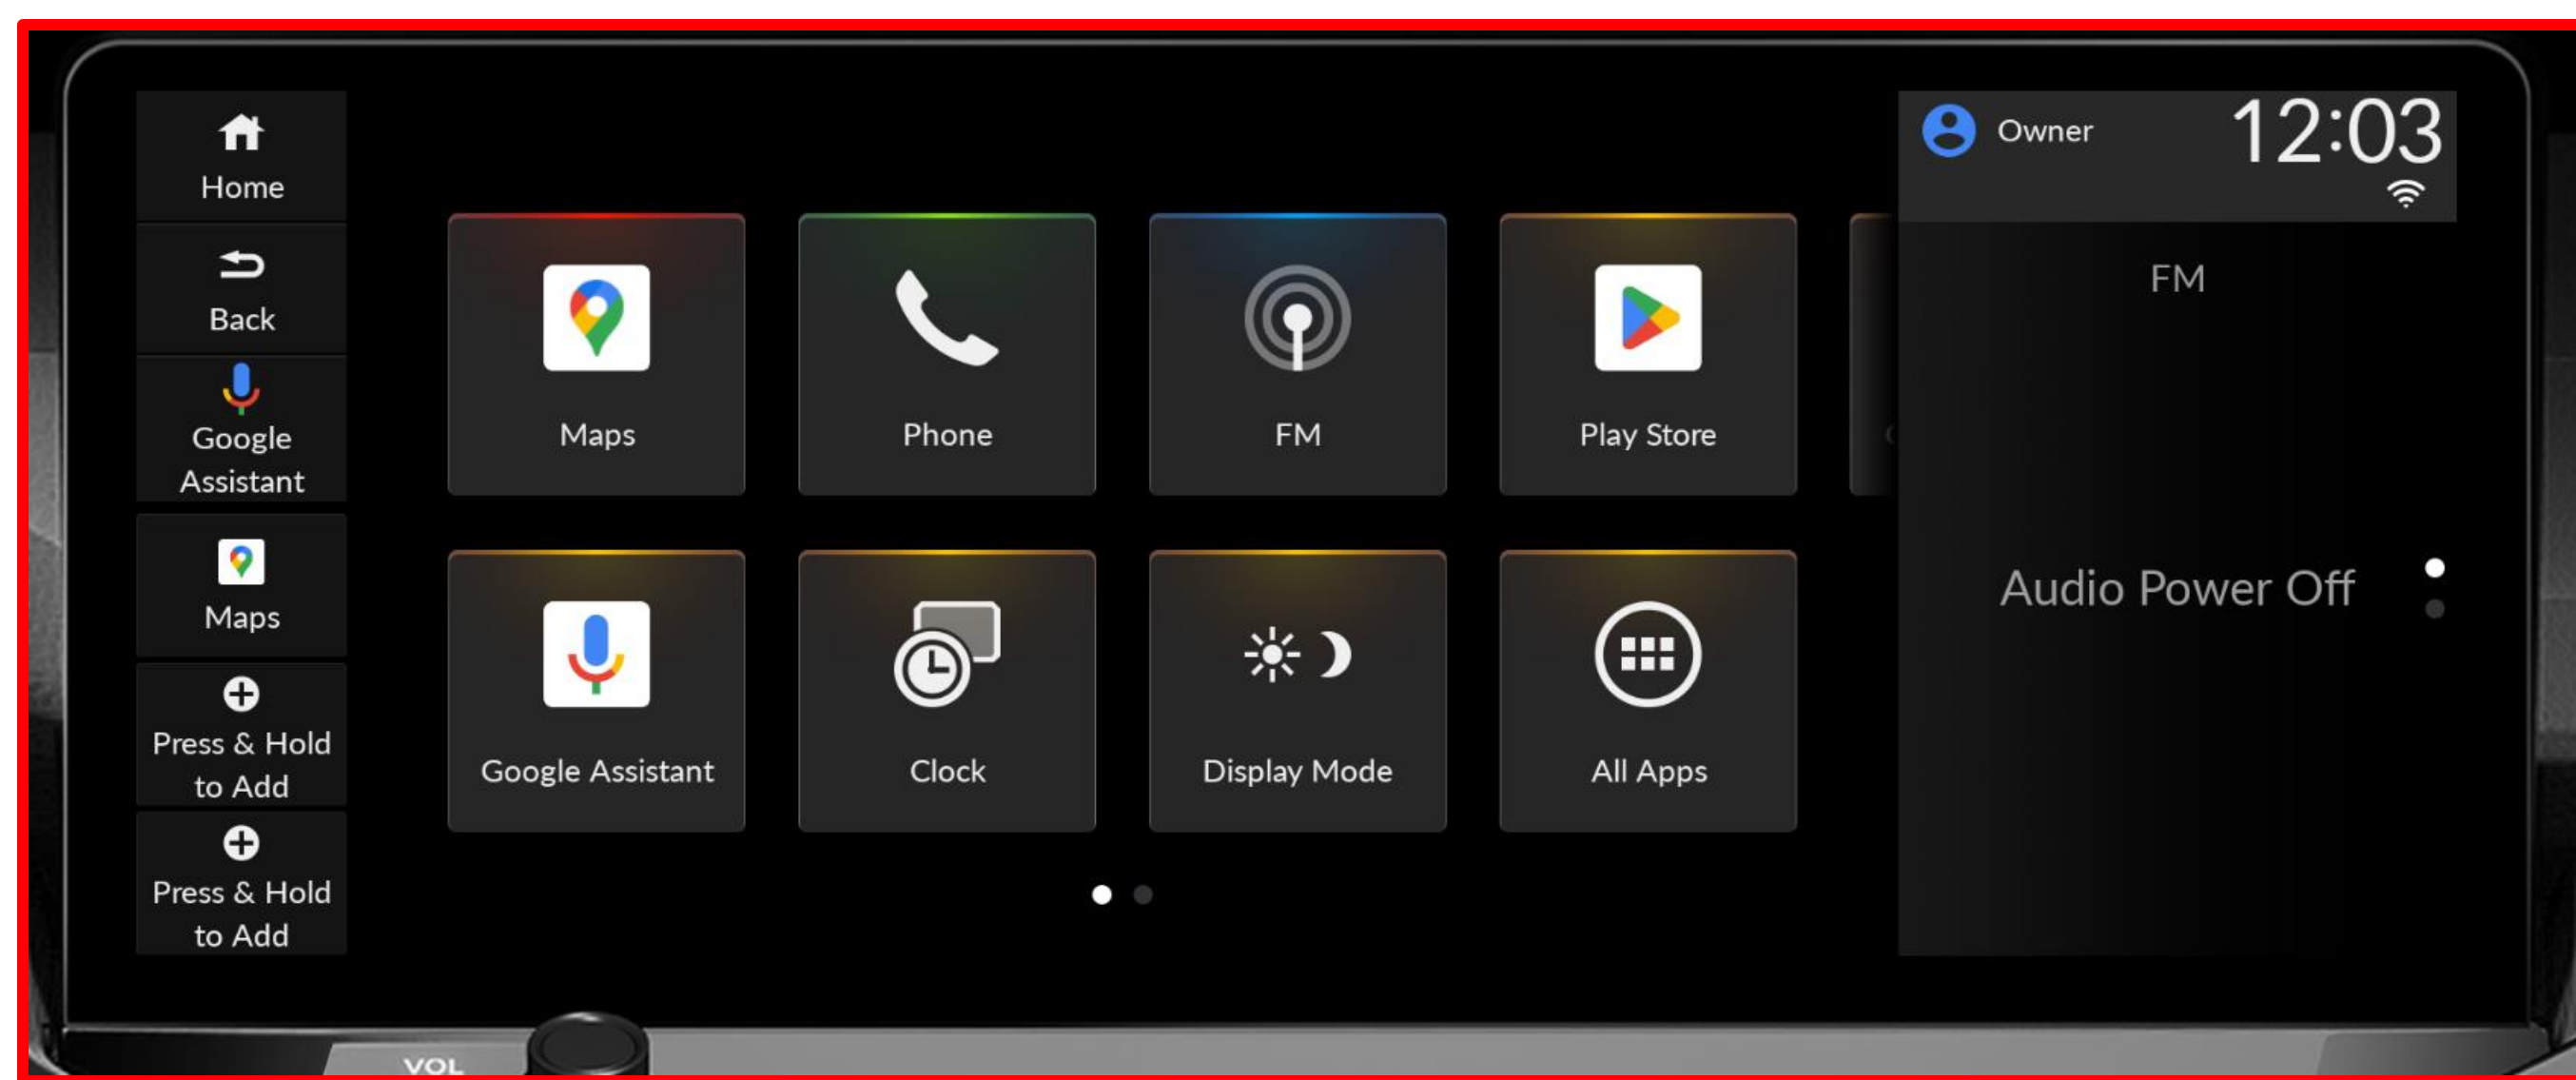 Home
Back
Google
Assistant
Maps
Press & Hold
to Add
Press & Hold
to Add
Maps
Phone
FM
Play Store
Google Assistant
Clock
Display Mode
All Apps
Owner
12:03
FM
Audio Power Off
VOL